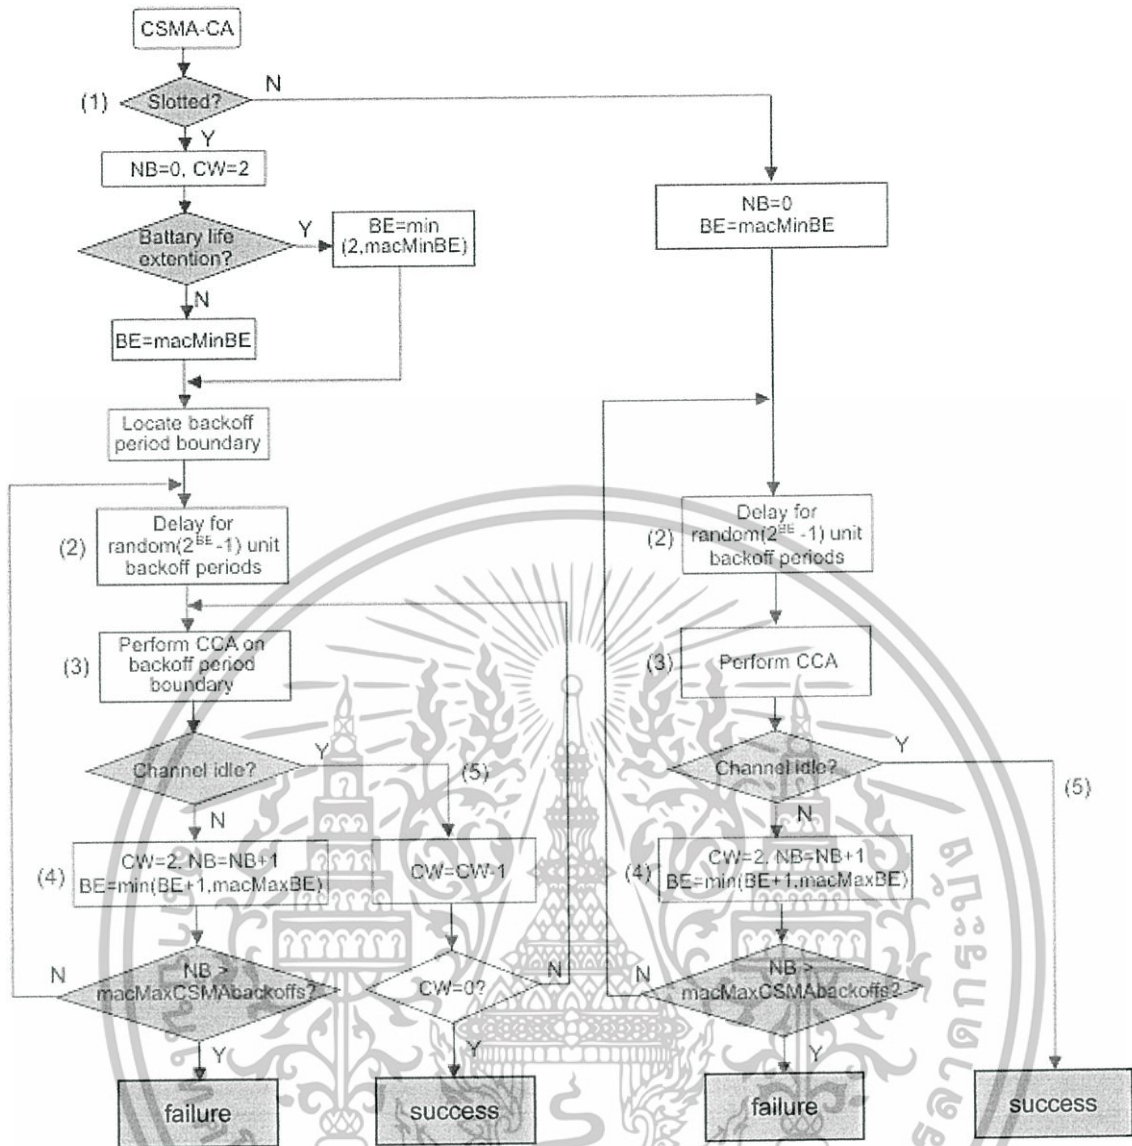 CSMA-CA
(1)
Slotted?
N
Y
NB=0, CW=2
Battary life
extention?
Y
BE=min
(2,macMinBE)
N
BE=macMinBE
Locate backoff
period boundary
(2)
Delay for
random(2^BE -1) unit
backoff periods
(3)
Perform CCA on
backoff period
boundary
Channel idle?
Y
(5)
N
(4)
CW=2, NB=NB+1
BE=min(BE+1,macMaxBE)
CW=CW-1
N
NB >
macMaxCSMAbackoffs?
Y
CW=0?
N
Y
failure
success
NB=0
BE=macMinBE
(2)
Delay for
random(2^BE -1) unit
backoff periods
(3)
Perform CCA
Channel idle?
Y
(5)
N
(4)
CW=2, NB=NB+1
BE=min(BE+1,macMaxBE)
N
NB >
macMaxCSMAbackoffs?
Y
failure
success